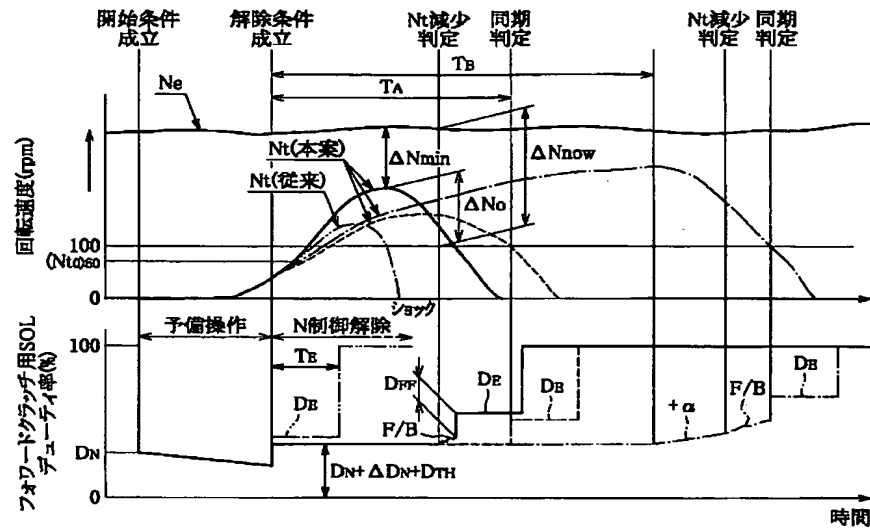 開始条件
成立
解除条件
成立
Nt減少
判定
同期
判定
Nt減少
判定
同期
判定
TB
TA
Ne
Nt(本案)
Nt(従来)
ΔNmin
ΔNo
ΔNnow
回転速度(rpm)
100
(Nt0)80
0
ショック
予備操作
N制御解除
フォワードクラッチ用SOL
デューティ率(%)
100
DN
0
TE
DE
DFF
F/B
DE
DE
+α
F/B
DE
DN+ΔDN+DTH
時間